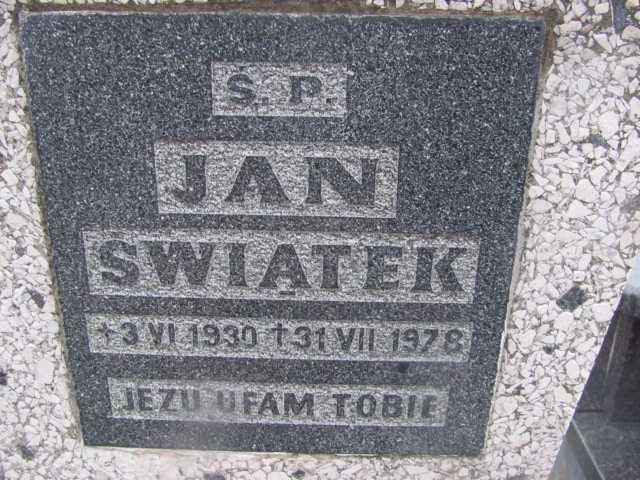 Ś. P.
JAN
ŚWIĄTEK
+3 VI 1930 †31 VII 1978
JEZU UFAM TOBIE